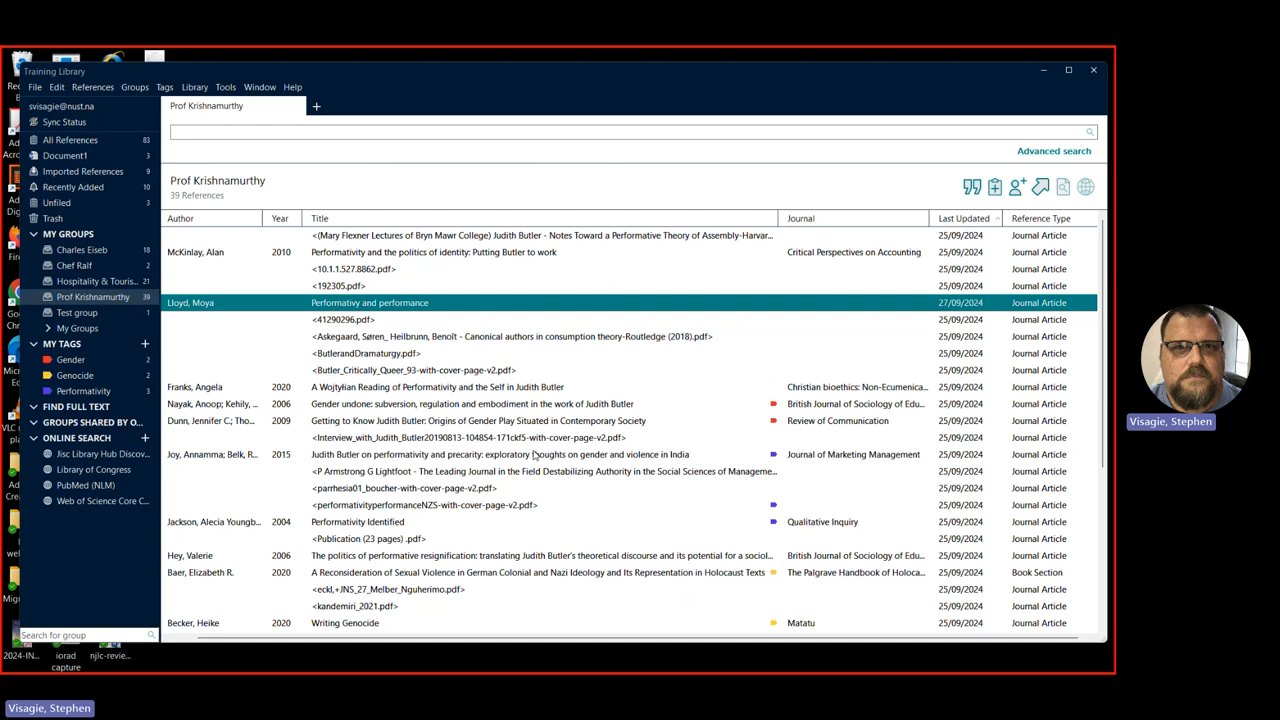 Training Library
File Edit References Groups Tags Library Tools Window Help
svisagie@nust.na
Sync Status
All References 83
Document1 3
Imported References 9
Recently Added 10
Unfiled 3
Trash
MY GROUPS
Charles Eiseb 18
Chef Ralf 2
Hospitality & Touris... 21
Prof Krishnamurthy 39
Test group 1
My Groups
MY TAGS +
Gender 2
Genocide 2
Performativity 3
FIND FULL TEXT
GROUPS SHARED BY O...
ONLINE SEARCH +
Jisc Library Hub Discov...
Library of Congress
PubMed (NLM)
Web of Science Core C...
Search for group
Prof Krishnamurthy +
Advanced search
Prof Krishnamurthy
39 References
Author Year Title Journal Last Updated Reference Type
<(Mary Flexner Lectures of Bryn Mawr College) Judith Butler - Notes Toward a Performative Theory of Assembly-Harvar... 25/09/2024 Journal Article
McKinlay, Alan 2010 Performativity and the politics of identity: Putting Butler to work Critical Perspectives on Accounting 25/09/2024 Journal Article
<10.1.1.527.8862.pdf> 25/09/2024 Journal Article
<192305.pdf> 25/09/2024 Journal Article
Lloyd, Moya Performativy and performance 27/09/2024 Journal Article
<41290296.pdf> 25/09/2024 Journal Article
<Askegaard, Søren_ Heilbrunn, Benoît - Canonical authors in consumption theory-Routledge (2018).pdf> 25/09/2024 Journal Article
<ButlerandDramaturgy.pdf> 25/09/2024 Journal Article
<Butler_Critically_Queer_93-with-cover-page-v2.pdf> 25/09/2024 Journal Article
Franks, Angela 2020 A Wojtyłian Reading of Performativity and the Self in Judith Butler Christian bioethics: Non-Ecumenica... 25/09/2024 Journal Article
Nayak, Anoop; Kehily, ... 2006 Gender undone: subversion, regulation and embodiment in the work of Judith Butler British Journal of Sociology of Edu... 25/09/2024 Journal Article
Dunn, Jennifer C.; Tho... 2009 Getting to Know Judith Butler: Origins of Gender Play Situated in Contemporary Society Review of Communication 25/09/2024 Journal Article
<Interview_with_Judith_Butler20190813-104854-171ckf5-with-cover-page-v2.pdf> 25/09/2024 Journal Article
Joy, Annamma; Belk, R... 2015 Judith Butler on performativity and precarity: exploratory thoughts on gender and violence in India Journal of Marketing Management 25/09/2024 Journal Article
<P Armstrong G Lightfoot - The Leading Journal in the Field Destabilizing Authority in the Social Sciences of Manageme... 25/09/2024 Journal Article
<parrhesia01_boucher-with-cover-page-v2.pdf> 25/09/2024 Journal Article
<performativityperformanceNZS-with-cover-page-v2.pdf> 25/09/2024 Journal Article
Jackson, Alecia Youngb... 2004 Performativity Identified Qualitative Inquiry 25/09/2024 Journal Article
<Publication (23 pages) .pdf> 25/09/2024 Journal Article
Hey, Valerie 2006 The politics of performative resignification: translating Judith Butler's theoretical discourse and its potential for a sociol... British Journal of Sociology of Edu... 25/09/2024 Journal Article
Baer, Elizabeth R. 2020 A Reconsideration of Sexual Violence in German Colonial and Nazi Ideology and Its Representation in Holocaust Texts The Palgrave Handbook of Holoca... 25/09/2024 Book Section
<eckl,+JNS_27_Melber_Nguherimo.pdf> 25/09/2024 Journal Article
<kandemiri_2021.pdf> 25/09/2024 Journal Article
Becker, Heike 2020 Writing Genocide Matatu 25/09/2024 Journal Article
2024-IN...
iorad
capture
njlc-revie...
Visagie, Stephen
Visagie, Stephen